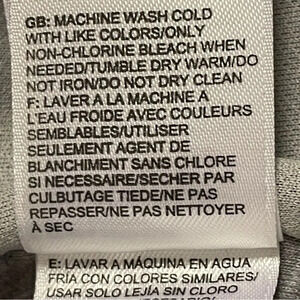 GB: MACHINE WASH COLD
WITH LIKE COLORS/ONLY
NON-CHLORINE BLEACH WHEN
NEEDED/TUMBLE DRY WARM/DO
NOT IRON/DO NOT DRY CLEAN
F: LAVER A LA MACHINE A
L'EAU FROIDE AVEC COULEURS
SEMBLABLES/UTILISER
SEULEMENT AGENT DE
BLANCHIMENT SANS CHLORE
SI NECESSAIRE/SECHER PAR
CULBUTAGE TIEDE/NE PAS
REPASSER/NE PAS NETTOYER
À SEC
E: LAVAR A MÁQUINA EN AGUA
FRÍA CON COLORES SIMILARES/
USAR SOLO LEJÍA SIN CLORO